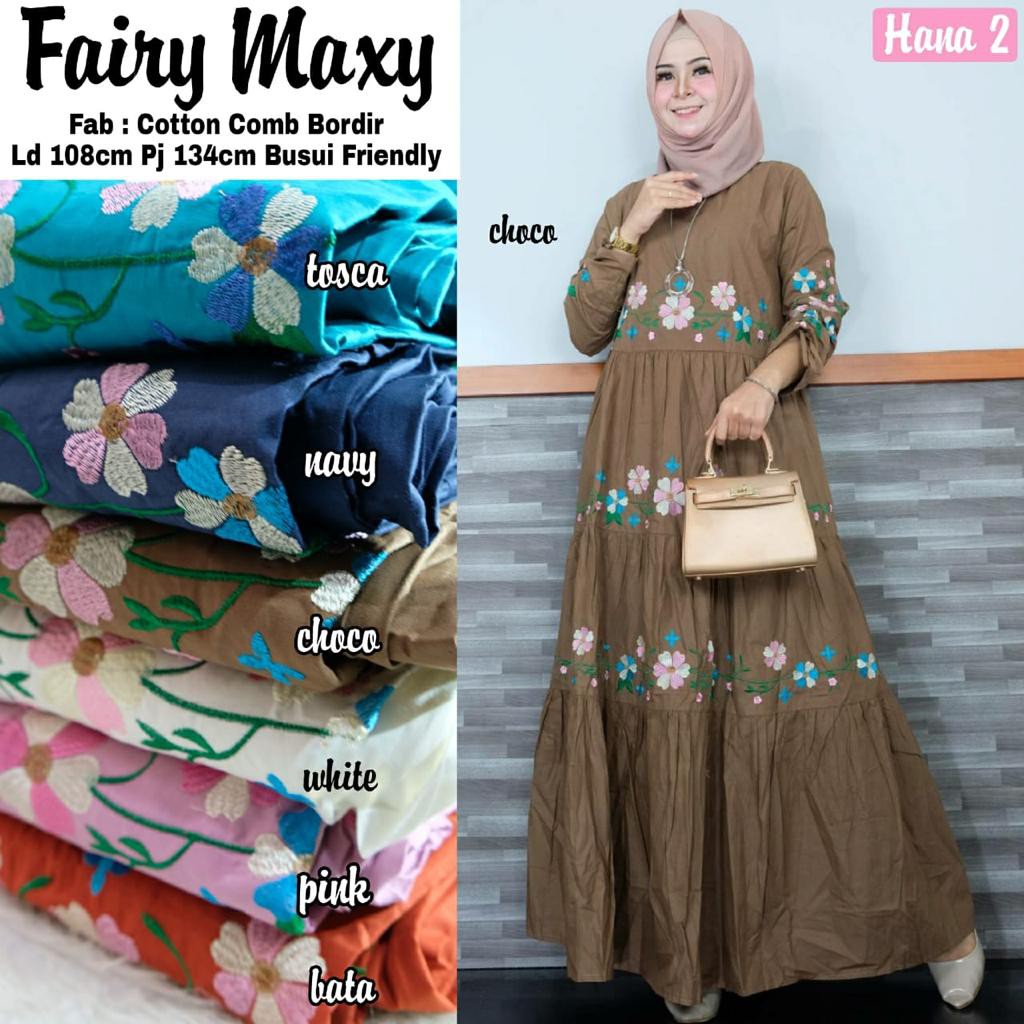 Fairy Maxy
Fab : Cotton Comb Bordir
Ld 108cm Pj 134cm Busui Friendly
Hana 2
choco
tosca
navy
choco
white
pink
bata